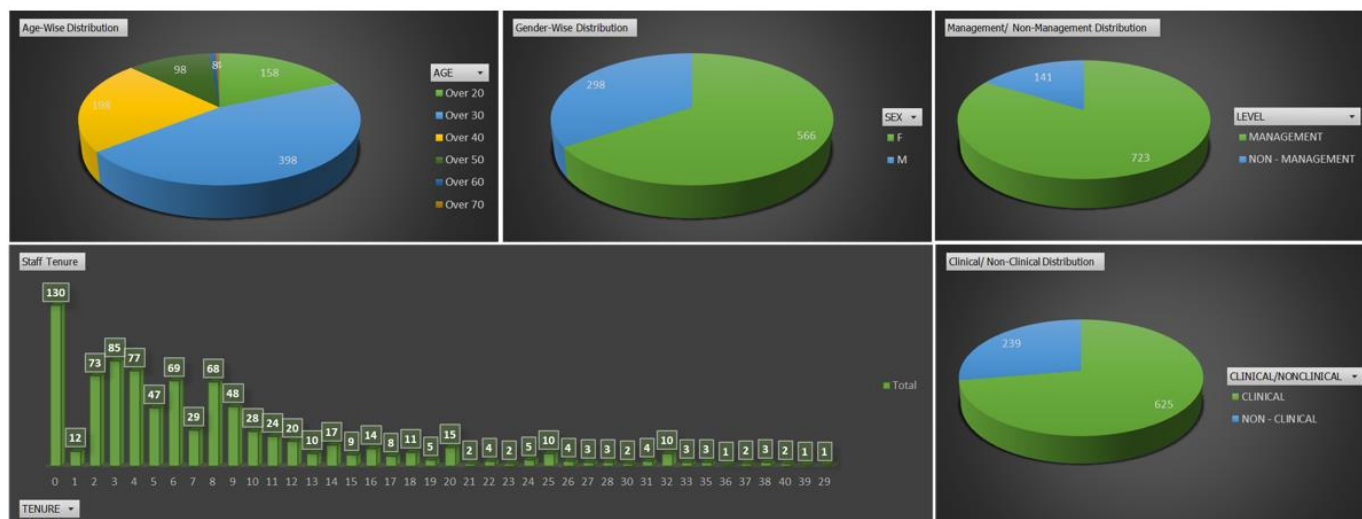 Age-Wise Distribution
158
398
198
98
8
4
AGE
Over 20
Over 30
Over 40
Over 50
Over 60
Over 70
Gender-Wise Distribution
298
566
SEX
F
M
Management/ Non-Management Distribution
141
723
LEVEL
MANAGEMENT
NON - MANAGEMENT
Staff Tenure
130 12 73 85 77 47 69 29 68 48 28 24 20 10 17 9 14 8 11 5 15 2 4 2 5 10 4 3 3 2 4 10 3 3 1 2 3 2 1 1
0 1 2 3 4 5 6 7 8 9 10 11 12 13 14 15 16 17 18 19 20 21 22 23 24 25 26 27 28 30 31 32 33 35 36 37 38 40 39 29
Total
TENURE
Clinical/ Non-Clinical Distribution
239
625
CLINICAL/NONCLINICAL
CLINICAL
NON - CLINICAL